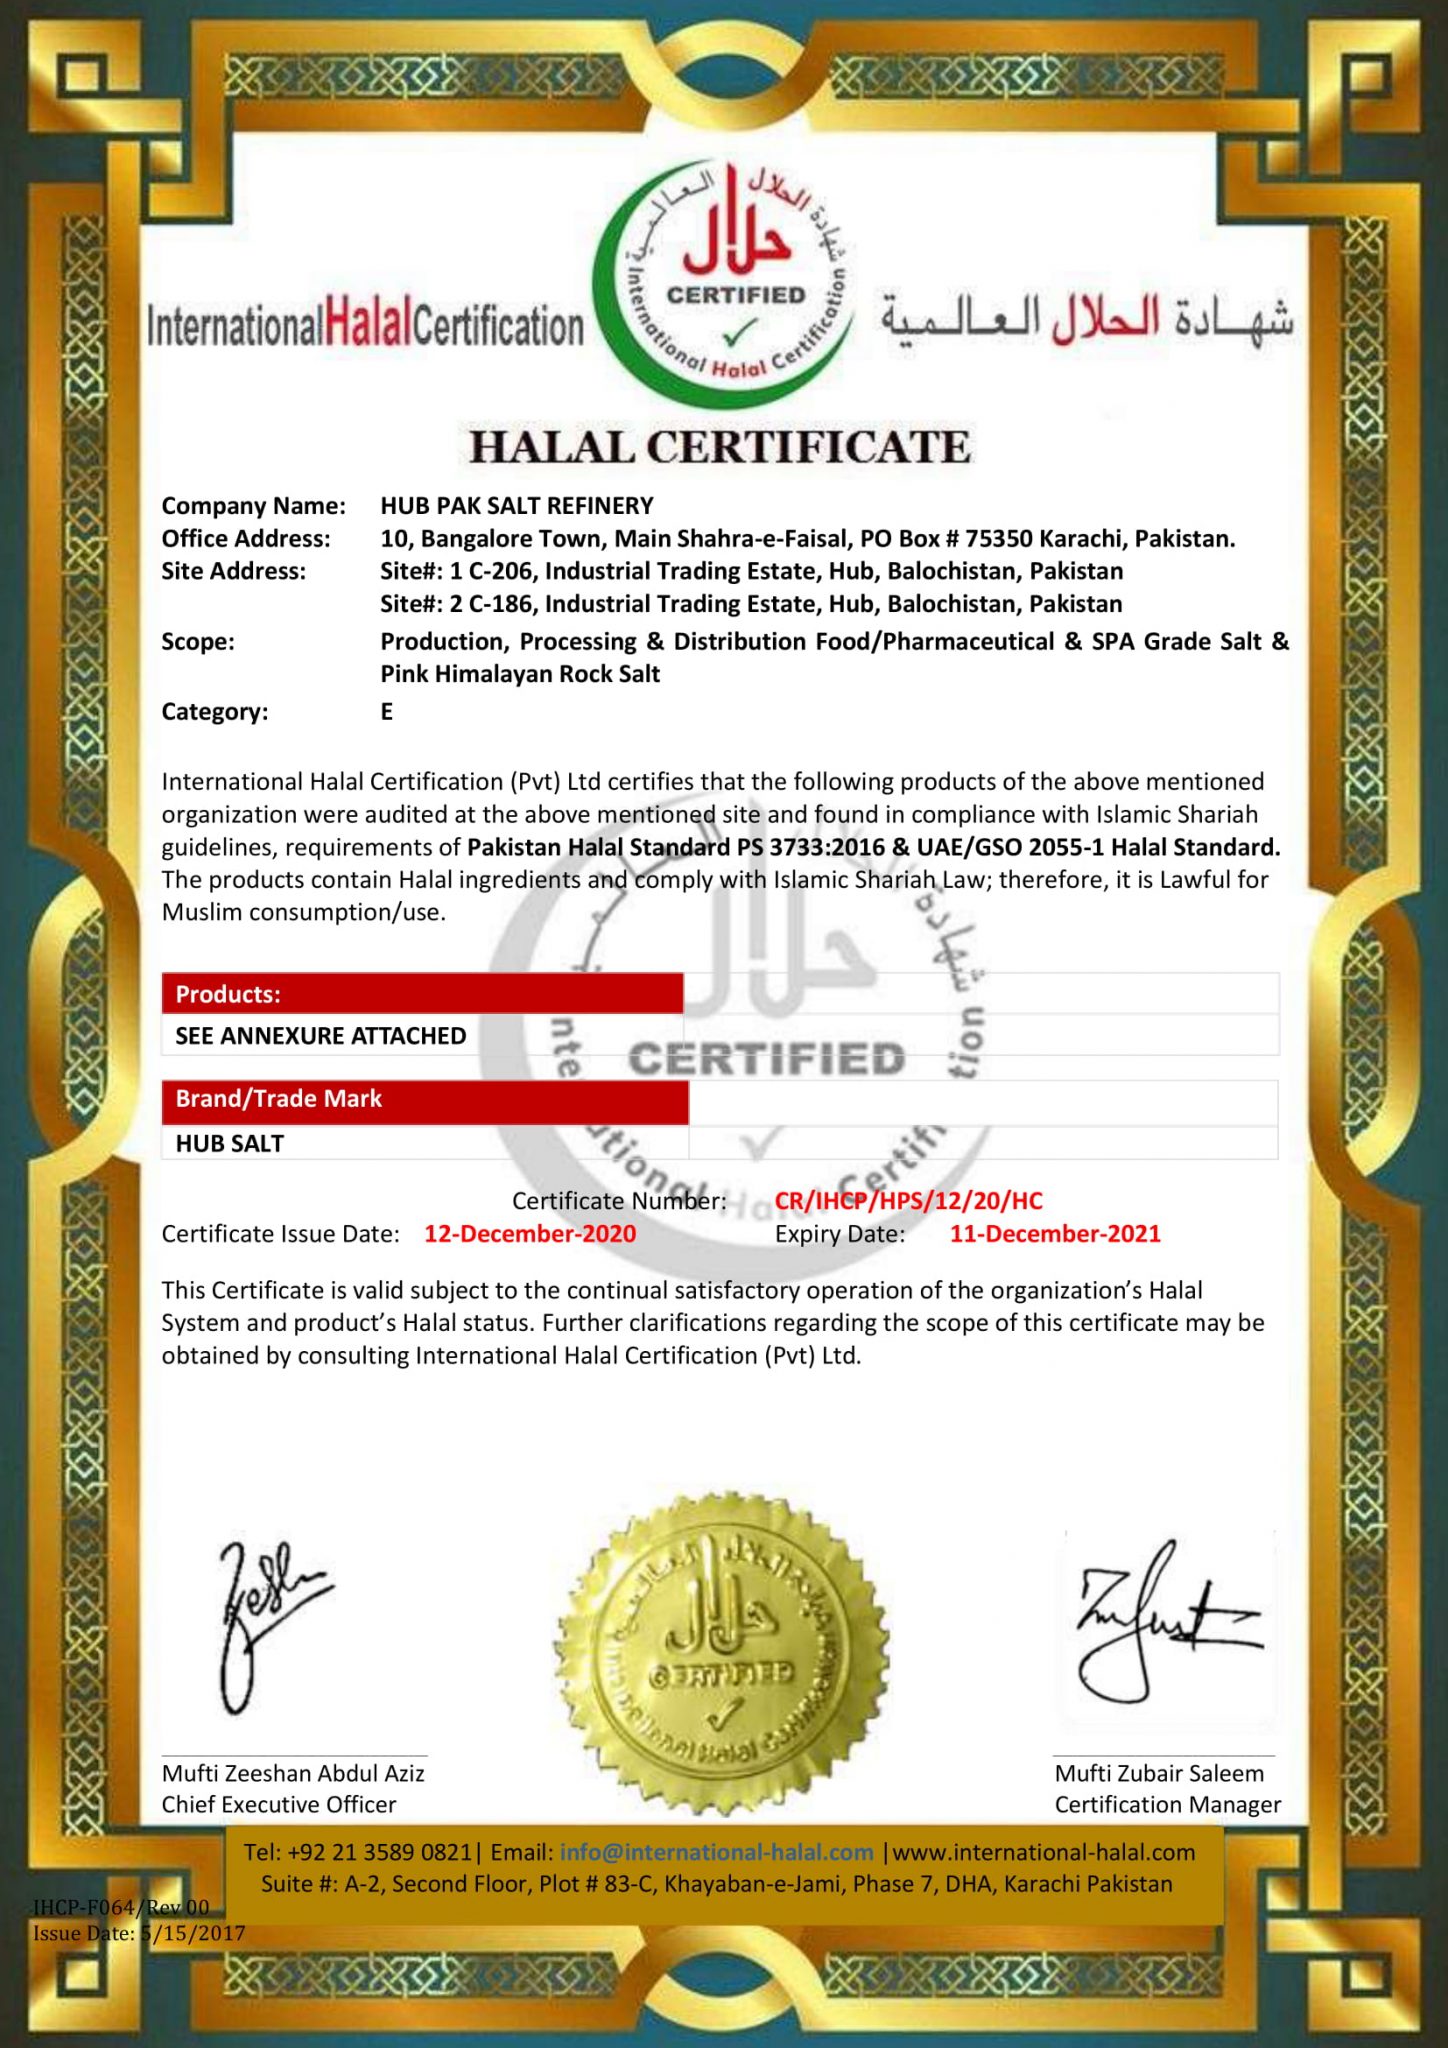 العالمية الحلال شهادة
حلال
CERTIFIED
International Halal Certification
InternationalHalalCertification
شهادة الحلال العالمية
HALAL CERTIFICATE
Company Name: HUB PAK SALT REFINERY
Office Address: 10, Bangalore Town, Main Shahra-e-Faisal, PO Box # 75350 Karachi, Pakistan.
Site Address: Site#: 1 C-206, Industrial Trading Estate, Hub, Balochistan, Pakistan
Site#: 2 C-186, Industrial Trading Estate, Hub, Balochistan, Pakistan
Scope: Production, Processing & Distribution Food/Pharmaceutical & SPA Grade Salt &
Pink Himalayan Rock Salt
Category: E
International Halal Certification (Pvt) Ltd certifies that the following products of the above mentioned
organization were audited at the above mentioned site and found in compliance with Islamic Shariah
guidelines, requirements of Pakistan Halal Standard PS 3733:2016 & UAE/GSO 2055-1 Halal Standard.
The products contain Halal ingredients and comply with Islamic Shariah Law; therefore, it is Lawful for
Muslim consumption/use.
Products:
SEE ANNEXURE ATTACHED
CERTIFIED
Brand/Trade Mark
HUB SALT
Certificate Number: CR/IHCP/HPS/12/20/HC
Certificate Issue Date: 12-December-2020 Expiry Date: 11-December-2021
This Certificate is valid subject to the continual satisfactory operation of the organization’s Halal
System and product’s Halal status. Further clarifications regarding the scope of this certificate may be
obtained by consulting International Halal Certification (Pvt) Ltd.
حلال
CERTIFIED
Mufti Zeeshan Abdul Aziz
Chief Executive Officer
Mufti Zubair Saleem
Certification Manager
Tel: +92 21 3589 0821| Email: info@international-halal.com |www.international-halal.com
Suite #: A-2, Second Floor, Plot # 83-C, Khayaban-e-Jami, Phase 7, DHA, Karachi Pakistan
IHCP-F064/Rev 00
Issue Date: 5/15/2017